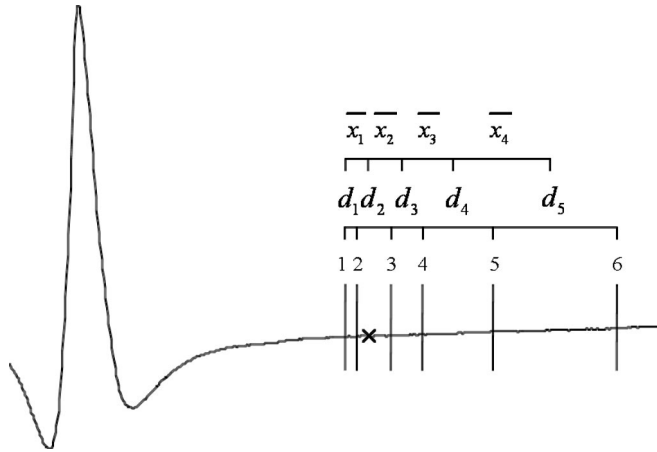 x̅₁ x̅₂ x̅₃ x̅₄
d₁ d₂ d₃ d₄ d₅
1 2 3 4 5 6